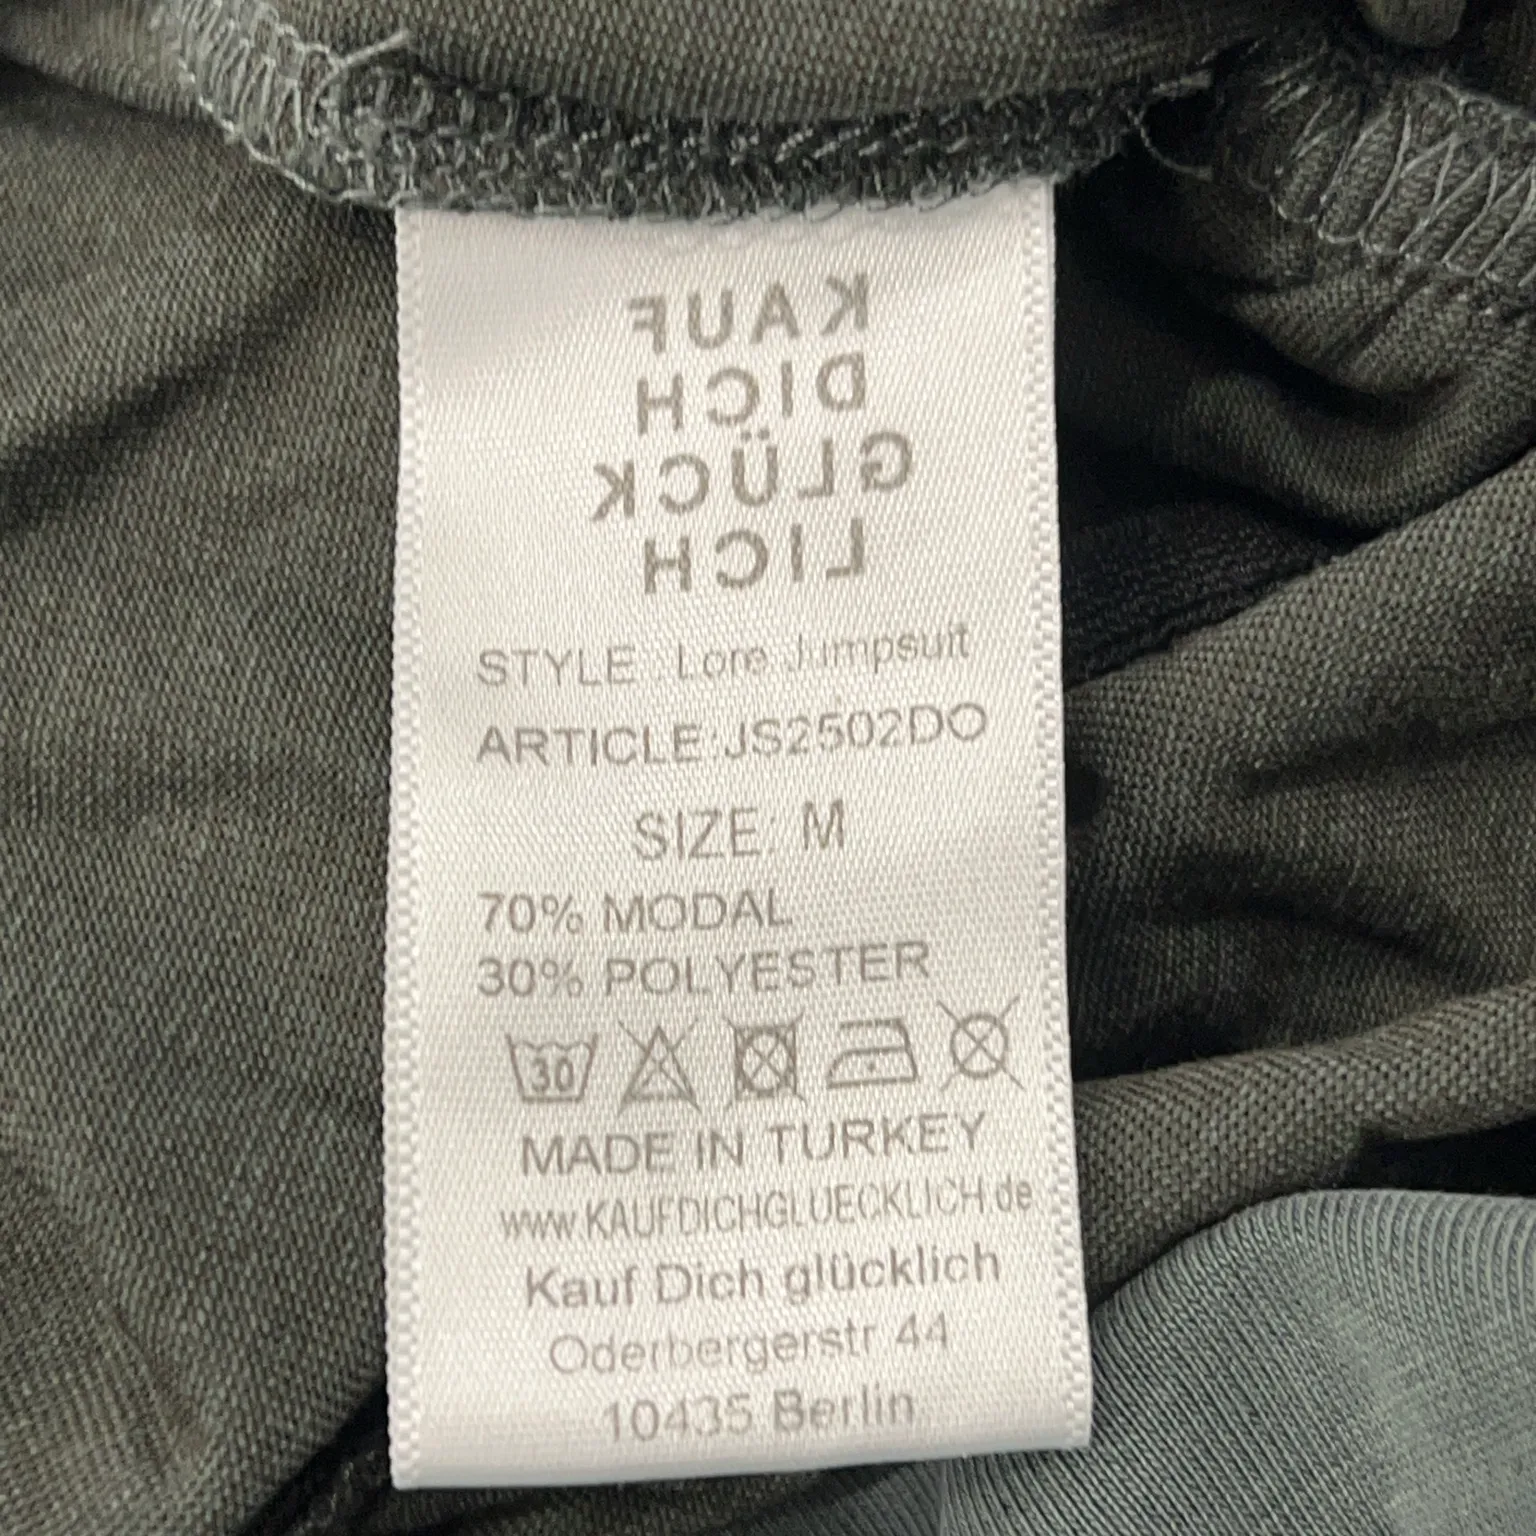 KAUF
DICH
GLÜCK
LICH
STYLE : Lore Jumpsuit
ARTICLE:JS2502DO
SIZE: M
70% MODAL
30% POLYESTER
30
MADE IN TURKEY
www.KAUFDICHGLUECKLICH.de
Kauf Dich glücklich
Oderbergerstr 44
10435 Berlin